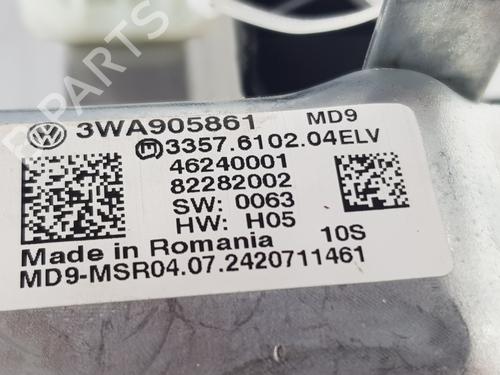 B-PARTS
3WA905861 MD9
3357.6102.04ELV
46240001
82282002
SW: 0063
HW: H05
Made in Romania 10S
MD9-MSR04.07.2420711461